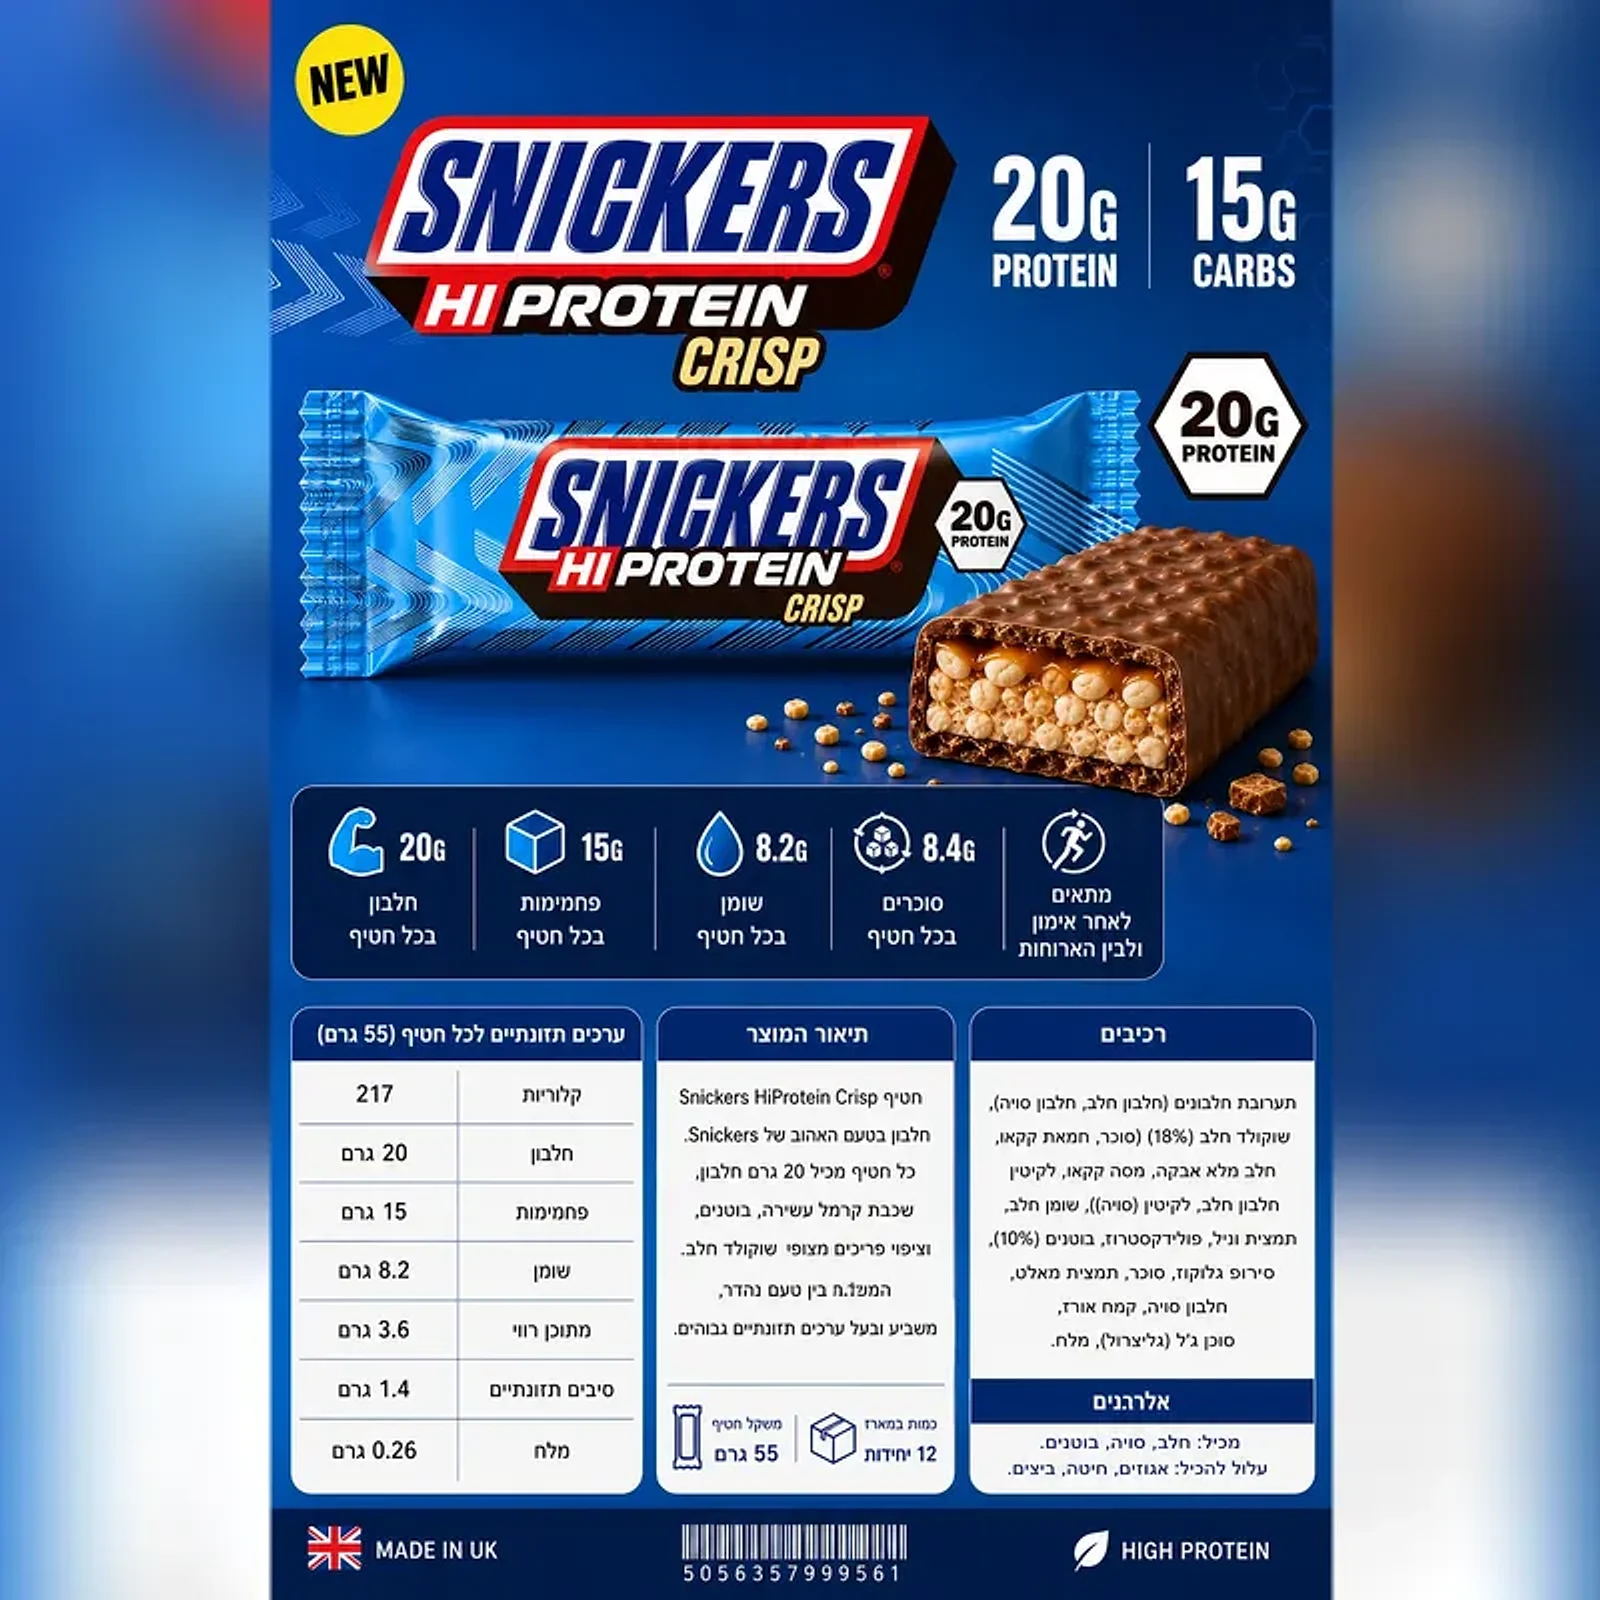 NEW
SNICKERS
HI PROTEIN
CRISP
20G PROTEIN
15G CARBS
20G
PROTEIN
SNICKERS
HI PROTEIN
CRISP
20G
PROTEIN
20G
חלבון
בכל חטיף
15G
פחמימות
בכל חטיף
8.2G
שומן
בכל חטיף
8.4G
סוכרים
בכל חטיף
מתאים
לאחר אימון
ולבין הארוחות
רכיבים
תערובת חלבונים (חלבון חלב, חלבון סויה),
שוקולד חלב (18%) (סוכר, חמאת קקאו,
חלב מלא אבקה, מסה קקאו, לקיטין
חלבון חלב, לקיטין (סויה)), שומן חלב,
תמצית וניל, פולידקסטרוז, בוטנים (10%),
סירופ גלוקוז, סוכר, תמצית מאלט,
חלבון סויה, קמח אורז,
סוכן ג'ל (גליצרול), מלח.
אלרגנים
מכיל: חלב, סויה, בוטנים.
עלול להכיל: אגוזים, חיטה, ביצים.
תיאור המוצר
חטיף Snickers HiProtein Crisp
חלבון בטעם האהוב של Snickers.
כל חטיף מכיל 20 גרם חלבון,
שכבת קרמל עשירה, בוטנים,
וציפוי פריכים מצופי שוקולד חלב.
בין טעם נהדר,
משביע ובעל ערכים תזונתיים גבוהים.
כמות במארז
12 יחידות
משקל חטיף
55 גרם
ערכים תזונתיים לכל חטיף (55 גרם)
קלוריות 217
חלבון 20 גרם
פחמימות 15 גרם
שומן 8.2 גרם
מתוכן רווי 3.6 גרם
סיבים תזונתיים 1.4 גרם
מלח 0.26 גרם
MADE IN UK
5056357999561
HIGH PROTEIN